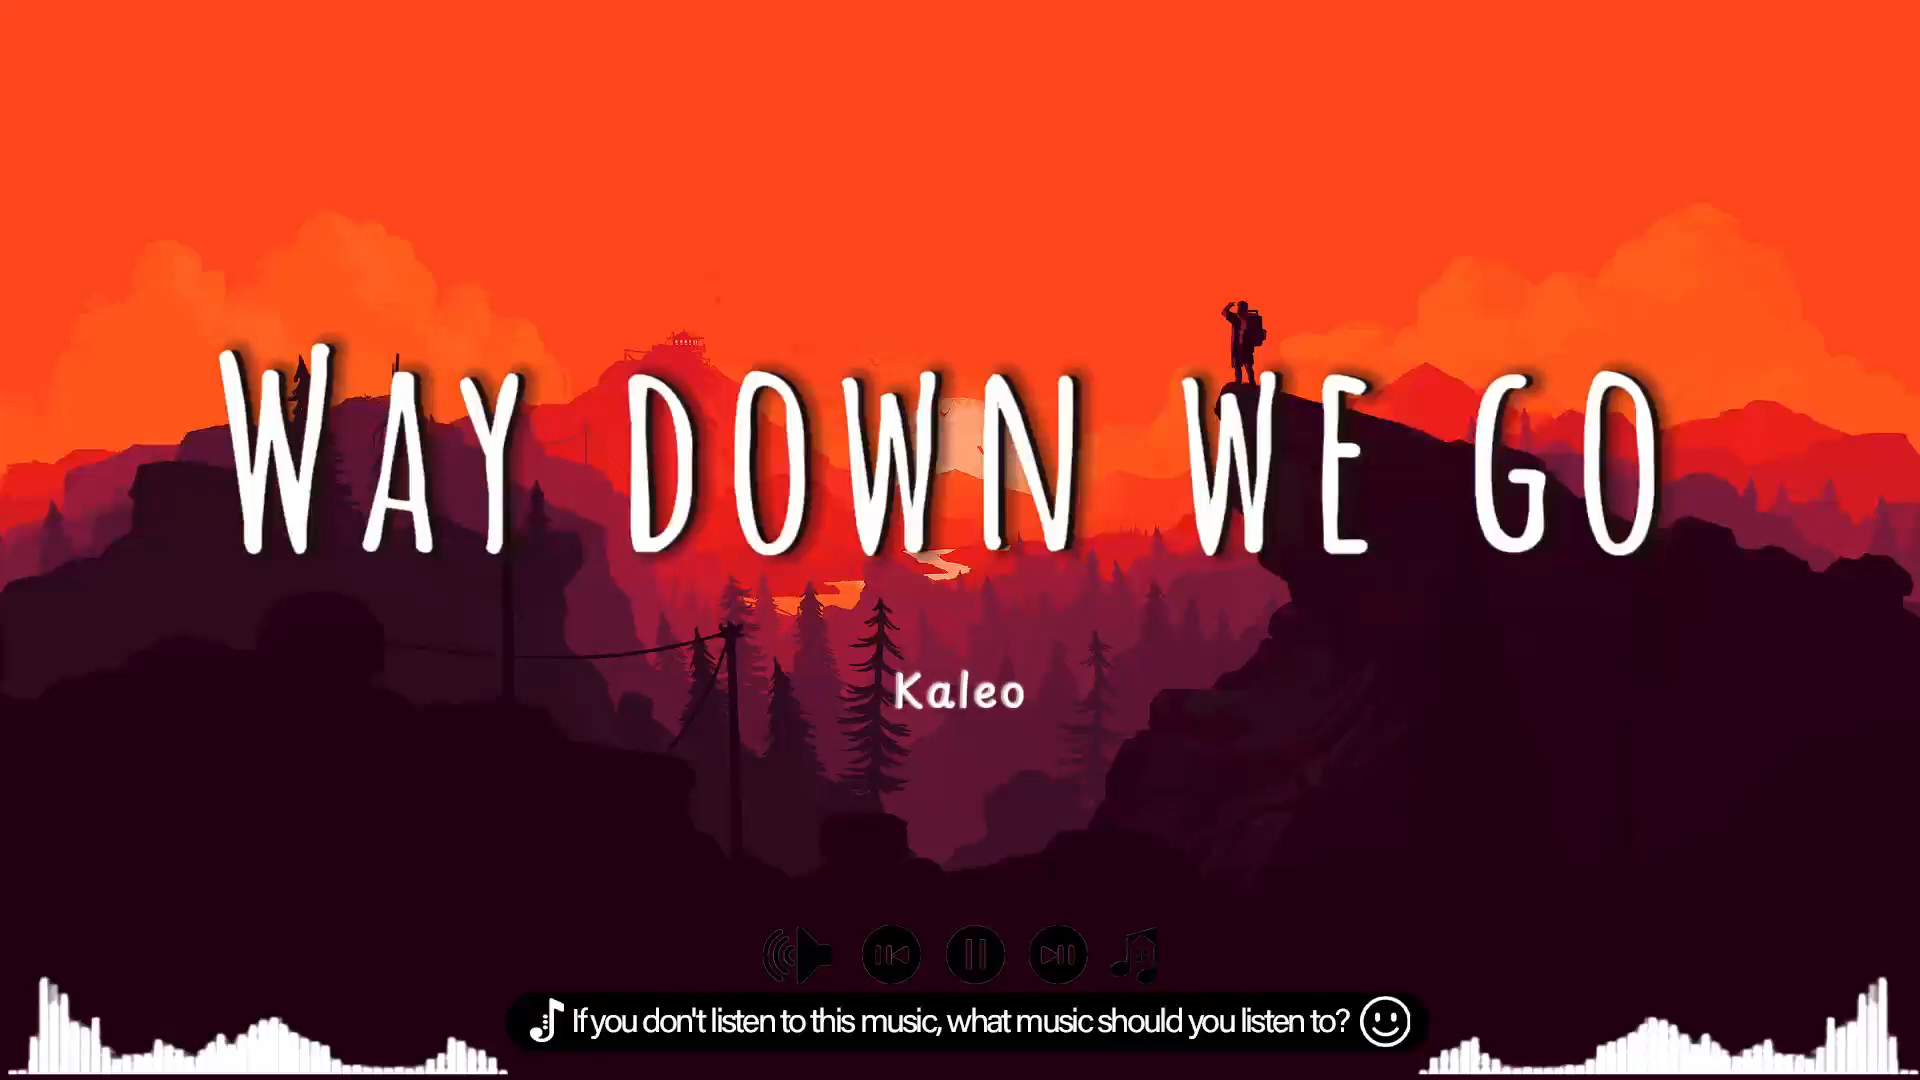 WAY DOWN WE GO
Kaleo
If you don't listen to this music, what music should you listen to?